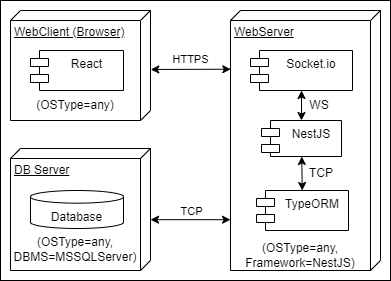 WebClient (Browser)
React
(OSType=any)
HTTPS
WebServer
Socket.io
WS
NestJS
TCP
TypeORM
(OSType=any,
Framework=NestJS)
DB Server
Database
(OSType=any,
DBMS=MSSQLServer)
TCP